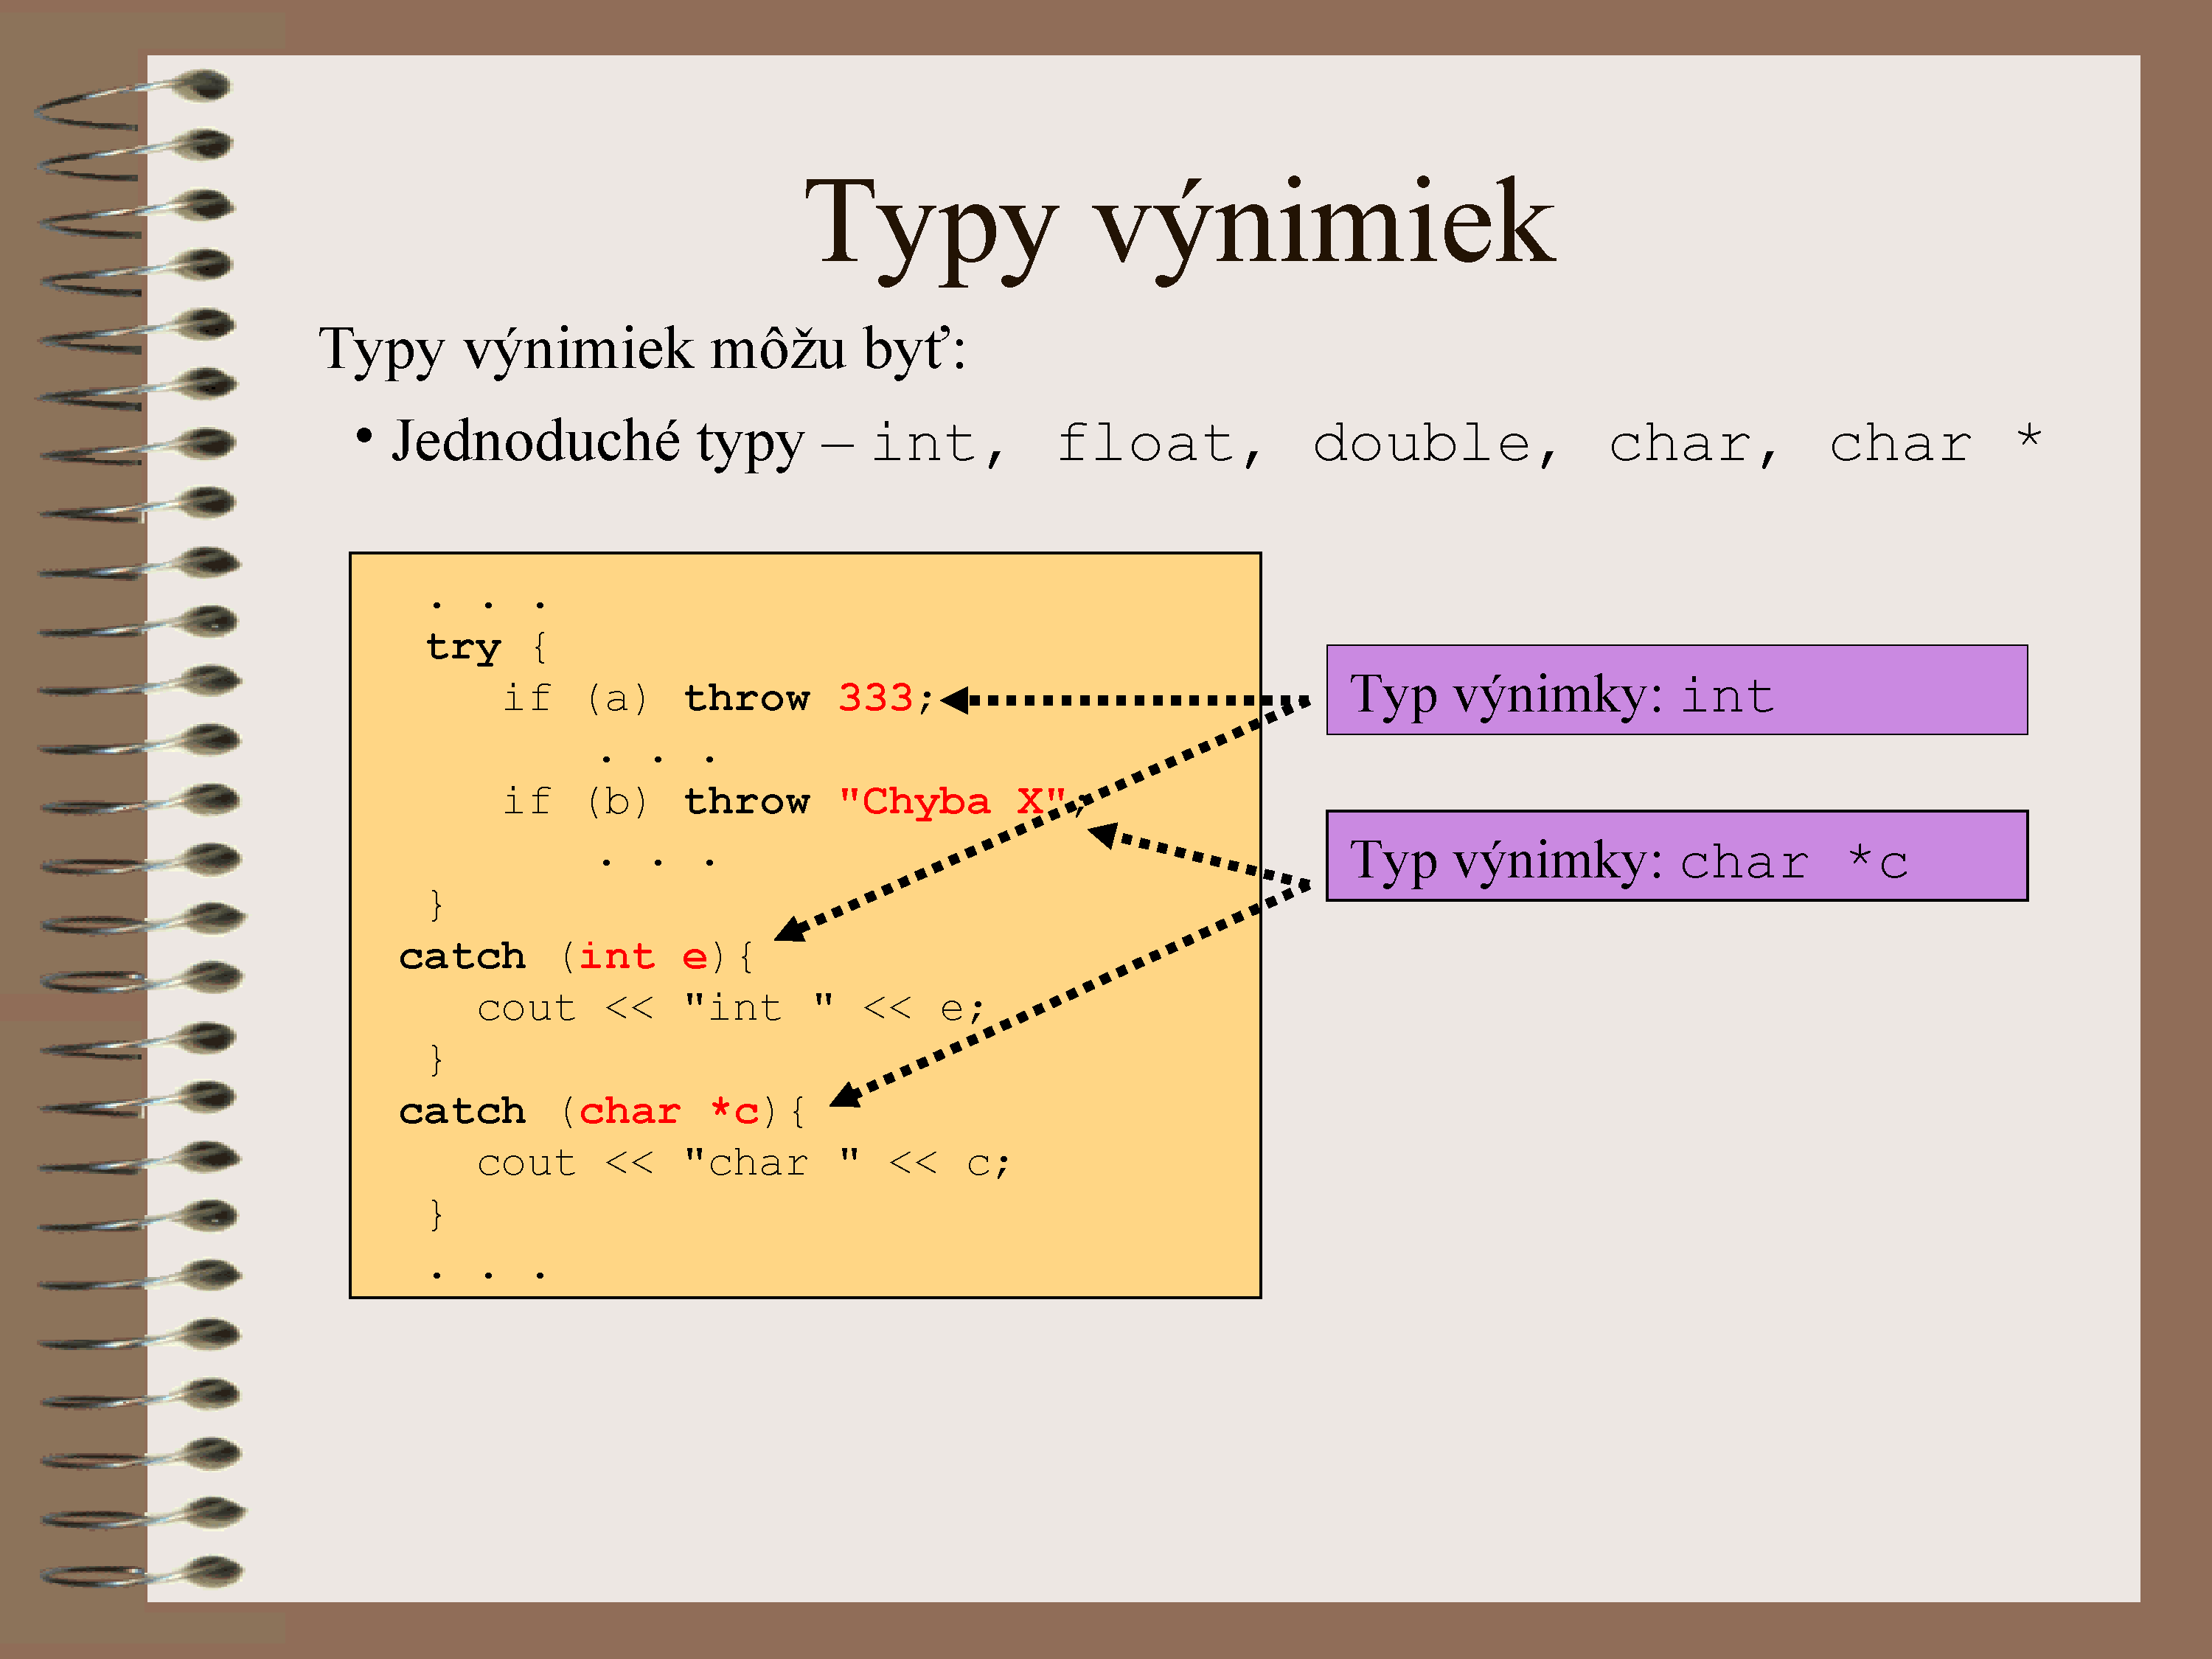 Typy výnimiek
Typy výnimiek môžu byť:
• Jednoduché typy – int, float, double, char, char *
. . .
try {
if (a) throw 333;
. . .
if (b) throw "Chyba X";
. . .
}
catch (int e){
cout << "int " << e;
}
catch (char *c){
cout << "char " << c;
}
. . .
Typ výnimky: int
Typ výnimky: char *c